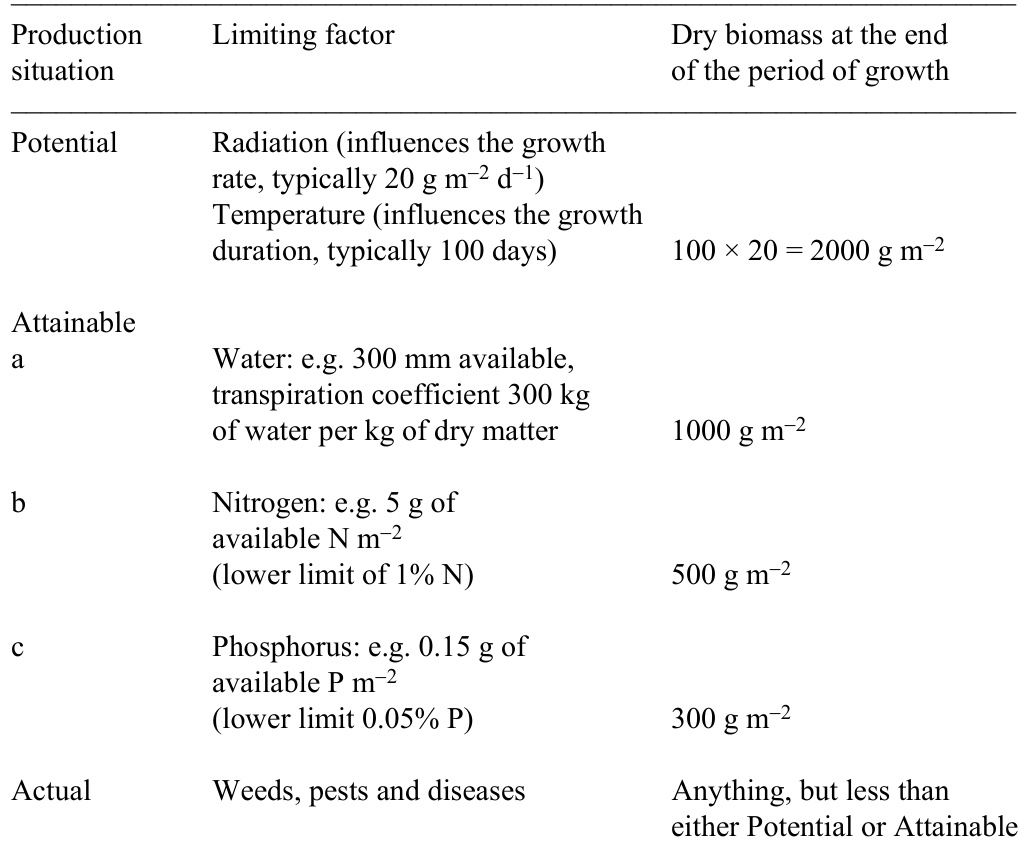 Production situation Limiting factor Dry biomass at the end of the period of growth
Potential
Radiation (influences the growth
rate, typically 20 g m⁻² d⁻¹)
Temperature (influences the growth
duration, typically 100 days) 100 × 20 = 2000 g m⁻²
Attainable
a Water: e.g. 300 mm available,
transpiration coefficient 300 kg
of water per kg of dry matter 1000 g m⁻²
b Nitrogen: e.g. 5 g of
available N m⁻²
(lower limit of 1% N) 500 g m⁻²
c Phosphorus: e.g. 0.15 g of
available P m⁻²
(lower limit 0.05% P) 300 g m⁻²
Actual Weeds, pests and diseases Anything, but less than
either Potential or Attainable